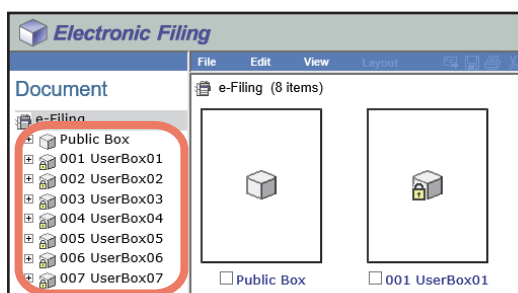 Electronic Filing
File Edit View Layout
Document
e-Filing
Public Box
001 UserBox01
002 UserBox02
003 UserBox03
004 UserBox04
005 UserBox05
006 UserBox06
007 UserBox07
e-Filing (8 items)
Public Box
001 UserBox01